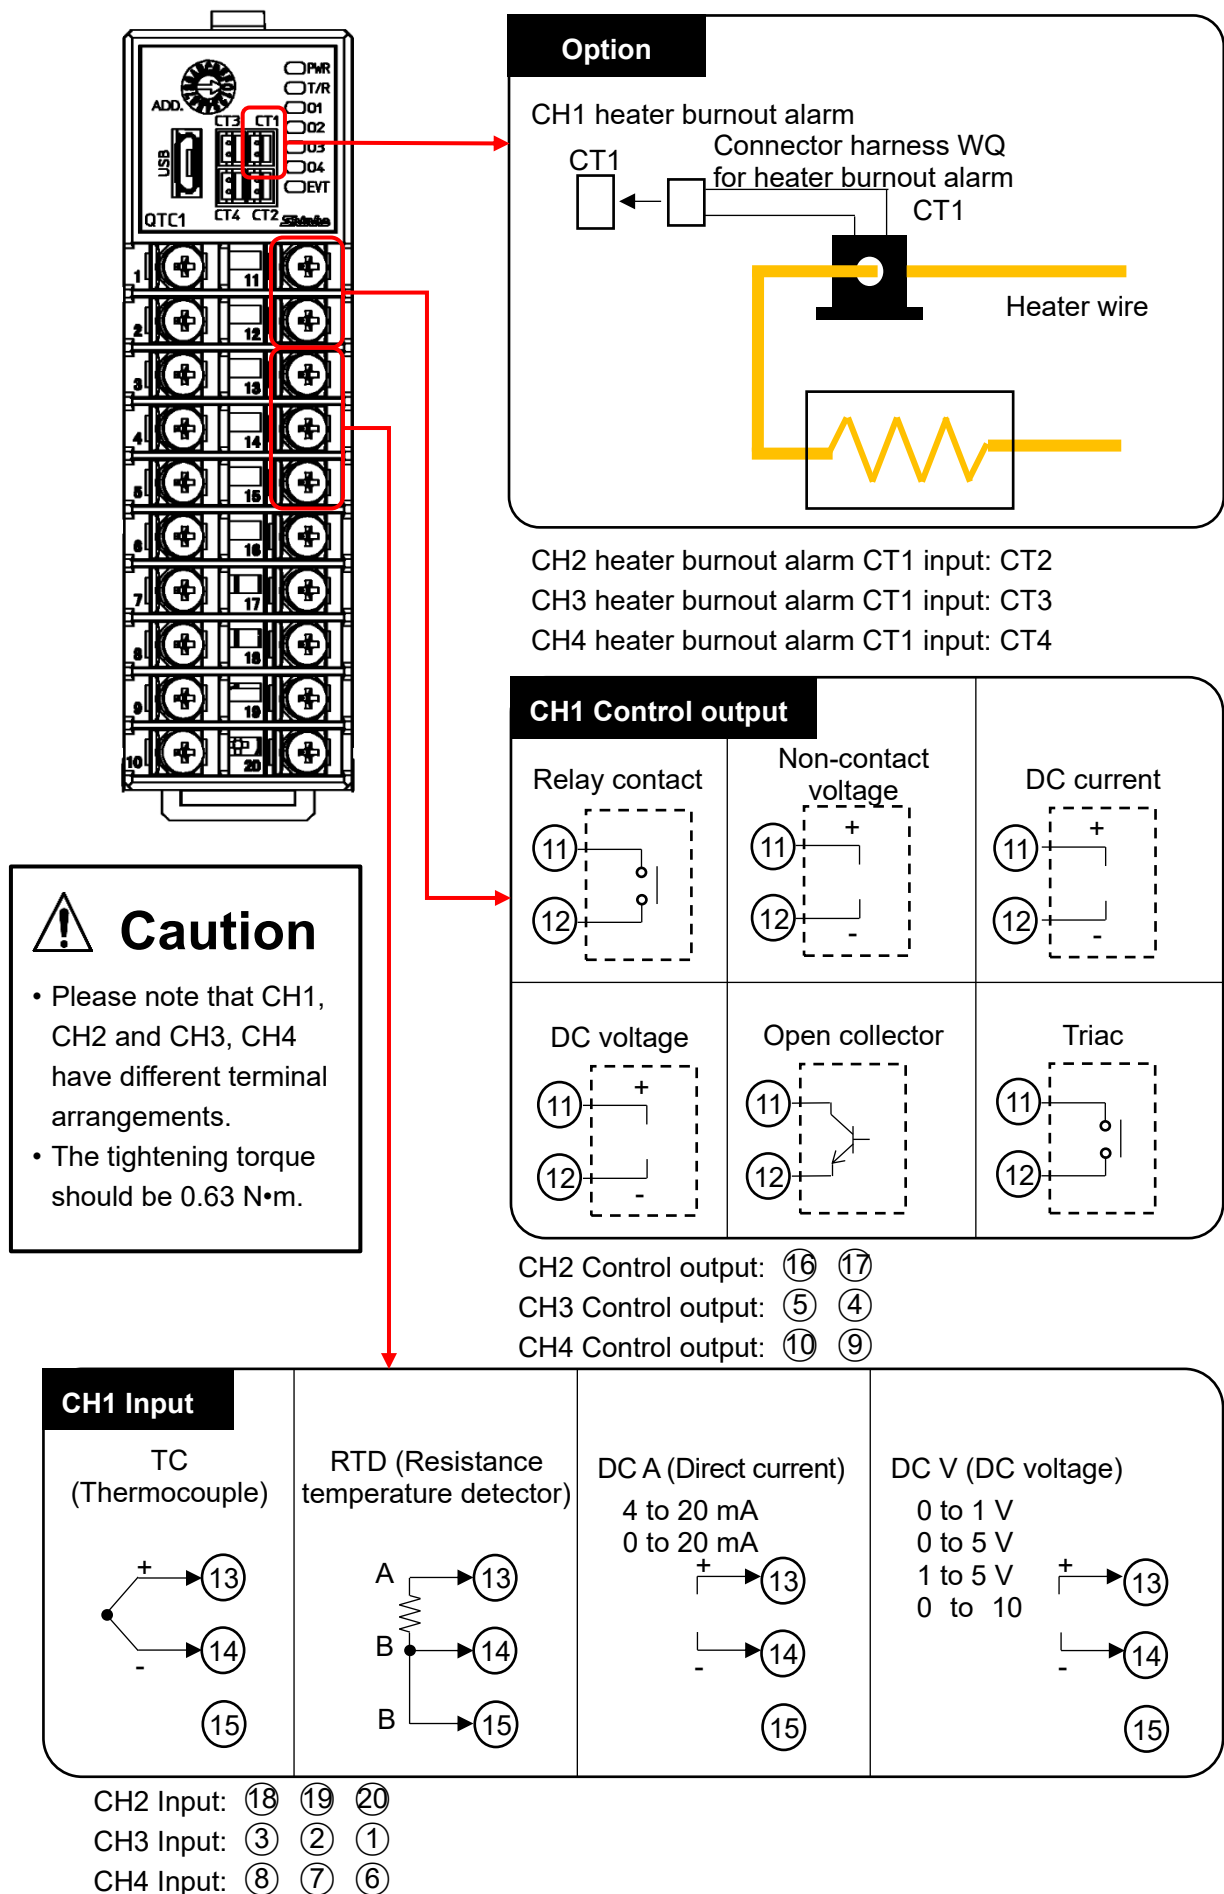 PWR
T/R
ADD.
O1
CT3 CT1
O2
O3
USB
O4
EVT
QTC1
CT4 CT2
Shinko
1 11
2 12
3 13
4 14
5 15
6 16
7 17
8 18
9 19
10 20
Option
CH1 heater burnout alarm
CT1
Connector harness WQ
for heater burnout alarm
CT1
Heater wire
CH2 heater burnout alarm CT1 input: CT2
CH3 heater burnout alarm CT1 input: CT3
CH4 heater burnout alarm CT1 input: CT4
Caution
• Please note that CH1,
CH2 and CH3, CH4
have different terminal
arrangements.
• The tightening torque
should be 0.63 N•m.
CH1 Control output
Relay contact
11
12
Non-contact
voltage
11 +
12 -
DC current
11 +
12 -
DC voltage
11 +
12 -
Open collector
11
12
Triac
11
12
CH2 Control output: ⑯ ⑰
CH3 Control output: ⑤ ④
CH4 Control output: ⑩ ⑨
CH1 Input
TC
(Thermocouple)
+ 13
- 14
15
RTD (Resistance
temperature detector)
A 13
B 14
B 15
DC A (Direct current)
4 to 20 mA
0 to 20 mA
+ 13
- 14
15
DC V (DC voltage)
0 to 1 V
0 to 5 V
1 to 5 V
0 to 10
+ 13
- 14
15
CH2 Input: ⑱ ⑲ ⑳
CH3 Input: ③ ② ①
CH4 Input: ⑧ ⑦ ⑥